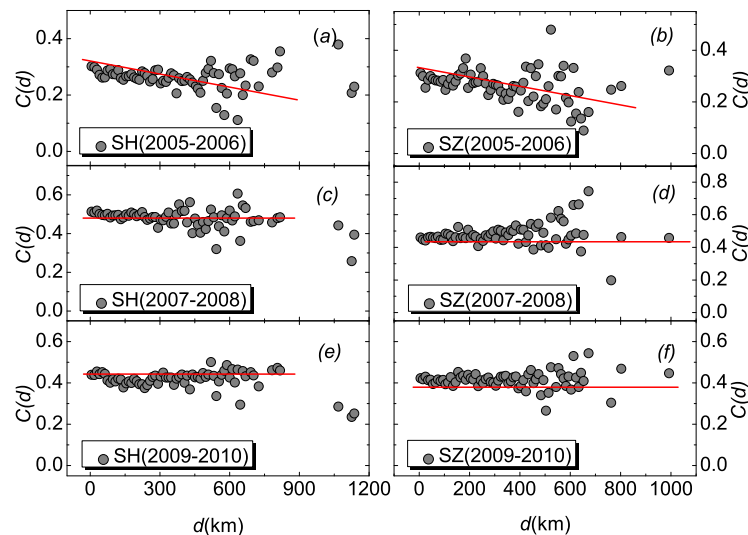 (a)
(b)
0.4
0.2
0.0
C(d)
SH(2005-2006)
SZ(2005-2006)
0.4
0.2
0.0
C(d)
(c)
(d)
0.6
0.4
0.2
0.0
C(d)
SH(2007-2008)
SZ(2007-2008)
0.8
0.6
0.4
0.2
0.0
C(d)
(e)
(f)
0.6
0.4
0.2
0.0
C(d)
SH(2009-2010)
SZ(2009-2010)
0.6
0.4
0.2
0.0
C(d)
0 300 600 900 1200
0 200 400 600 800 1000
d(km)
d(km)